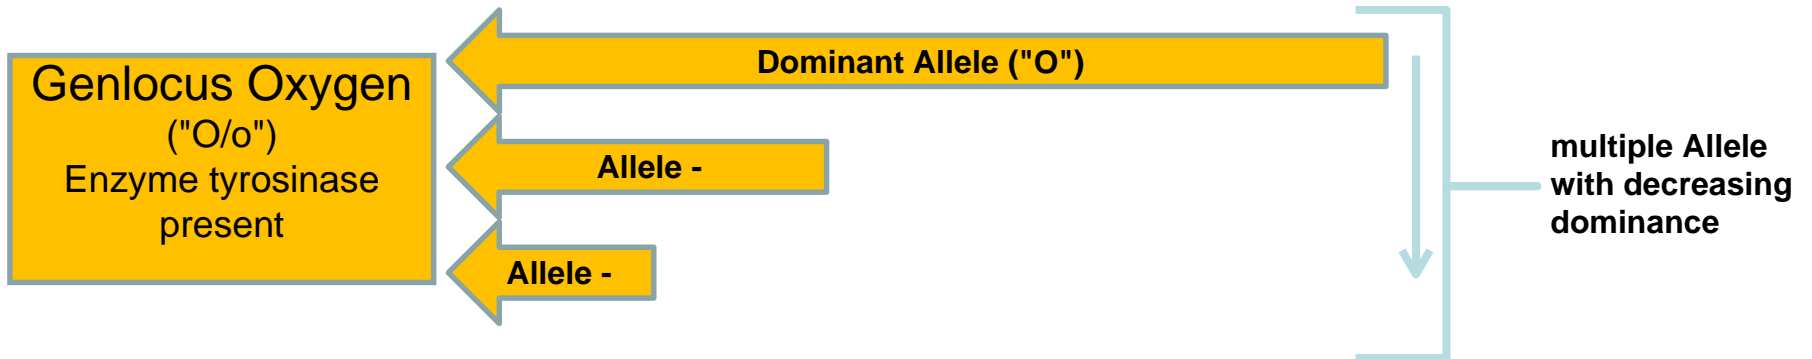 Genlocus Oxygen
("O/o")
Enzyme tyrosinase
present
Dominant Allele ("O")
Allele -
Allele -
multiple Allele
with decreasing
dominance